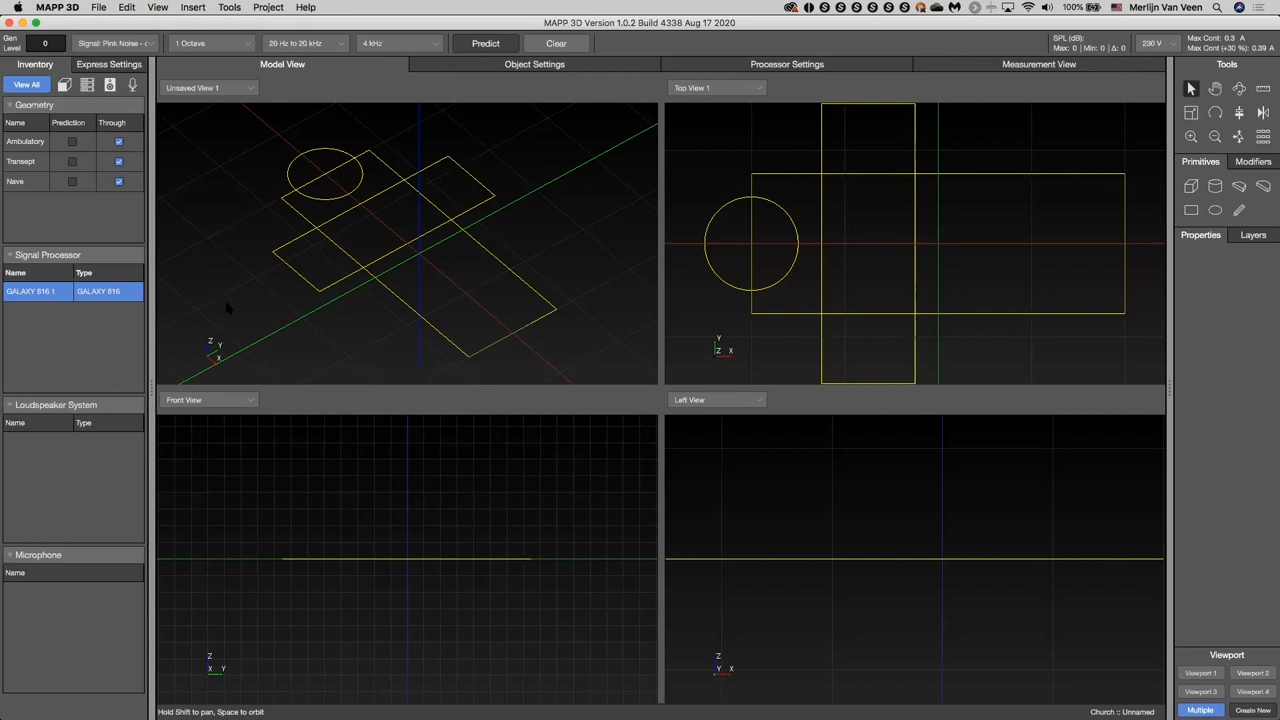 MAPP 3D File Edit View Insert Tools Project Help 100% Merlijn Van Veen
MAPP 3D Version 1.0.2 Build 4338 Aug 17 2020
Gen Level 0 Signal: Pink Noise - c 1 Octave 20 Hz to 20 kHz 4 kHz Predict Clear SPL (dB): Max: 0 | Min: 0 | Δ: 0 230 V Max Cont: 0.3 A Max Cont (+30 %): 0.39 A
Inventory Express Settings Model View Object Settings Processor Settings Measurement View Tools
View All Unsaved View 1 Top View 1
Geometry
Name Prediction Through
Ambulatory
Transept
Nave
Primitives Modifiers
Properties Layers
Signal Processor
Name Type
GALAXY 816 1 GALAXY 816
Z Y X
Y Z X
Loudspeaker System
Name Type
Front View Left View
Microphone
Name
Z X Y
Z Y X
Viewport
Viewport 1 Viewport 2
Viewport 3 Viewport 4
Multiple Create New
Hold Shift to pan, Space to orbit Church :: Unnamed